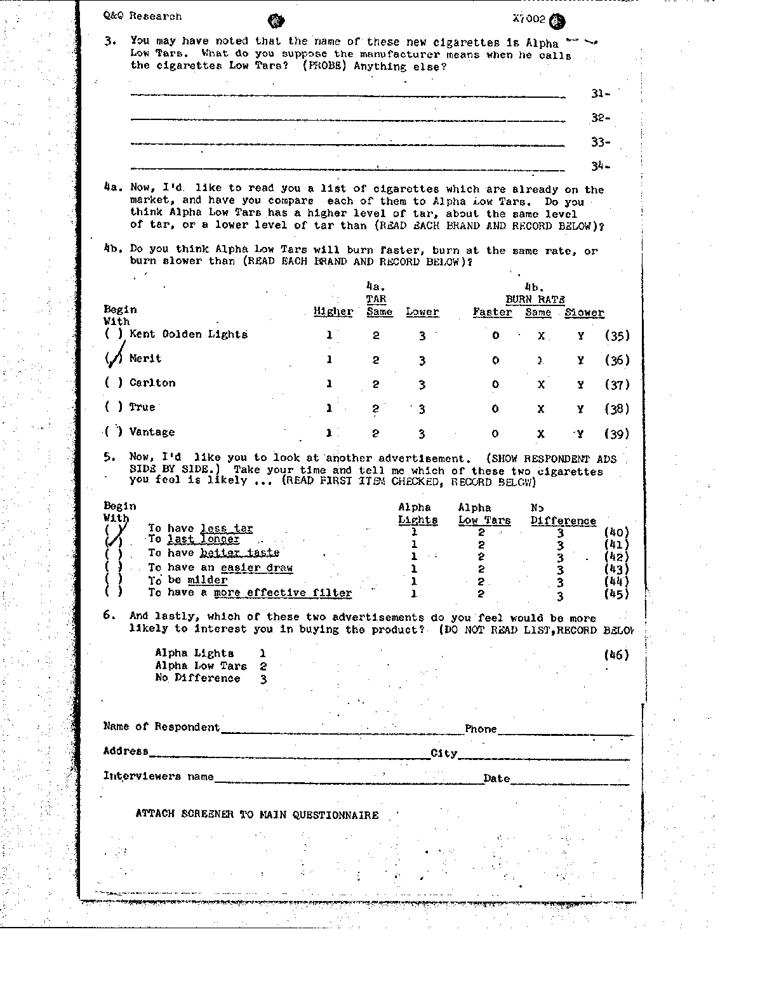 Q&Q Research X7002
3. You may have noted that the name of these new cigarettes is Alpha
Low Tars. What do you suppose the manufacturer means when he calls
the cigarettes Low Tars? (PROBE) Anything else?
31-
32-
33-
34-
4a. Now, I'd like to read you a list of cigarettes which are already on the
market, and have you compare each of them to Alpha Low Tars. Do you
think Alpha Low Tars has a higher level of tar, about the same level
of tar, or a lower level of tar than (READ EACH BRAND AND RECORD BELOW)?
4b. Do you think Alpha Low Tars will burn faster, burn at the same rate, or
burn slower than (READ EACH BRAND AND RECORD BELOW)?
4a. 4b.
TAR BURN RATE
Begin Higher Same Lower Faster Same Slower
With
( ) Kent Golden Lights 1 2 3 0 X Y (35)
(✓) Merit 1 2 3 0 Y (36)
( ) Carlton 1 2 3 0 X Y (37)
( ) True 1 2 3 0 X Y (38)
( ) Vantage 1 2 3 0 X Y (39)
5. Now, I'd like you to look at another advertisement. (SHOW RESPONDENT ADS
SIDE BY SIDE.) Take your time and tell me which of these two cigarettes
you feel is likely ... (READ FIRST ITEM CHECKED, RECORD BELOW)
Begin Alpha Alpha No
With Lights Low Tars Difference
( ) To have less tar 1 2 3 (40)
(✓) To last longer 1 2 3 (41)
( ) To have better taste 1 2 3 (42)
( ) To have an easier draw 1 2 3 (43)
( ) To be milder 1 2 3 (44)
( ) To have a more effective filter 1 2 3 (45)
6. And lastly, which of these two advertisements do you feel would be more
likely to interest you in buying the product? (DO NOT READ LIST, RECORD BELOW
Alpha Lights 1 (46)
Alpha Low Tars 2
No Difference 3
Name of Respondent Phone
Address City
Interviewers name Date
ATTACH SCREENER TO MAIN QUESTIONNAIRE